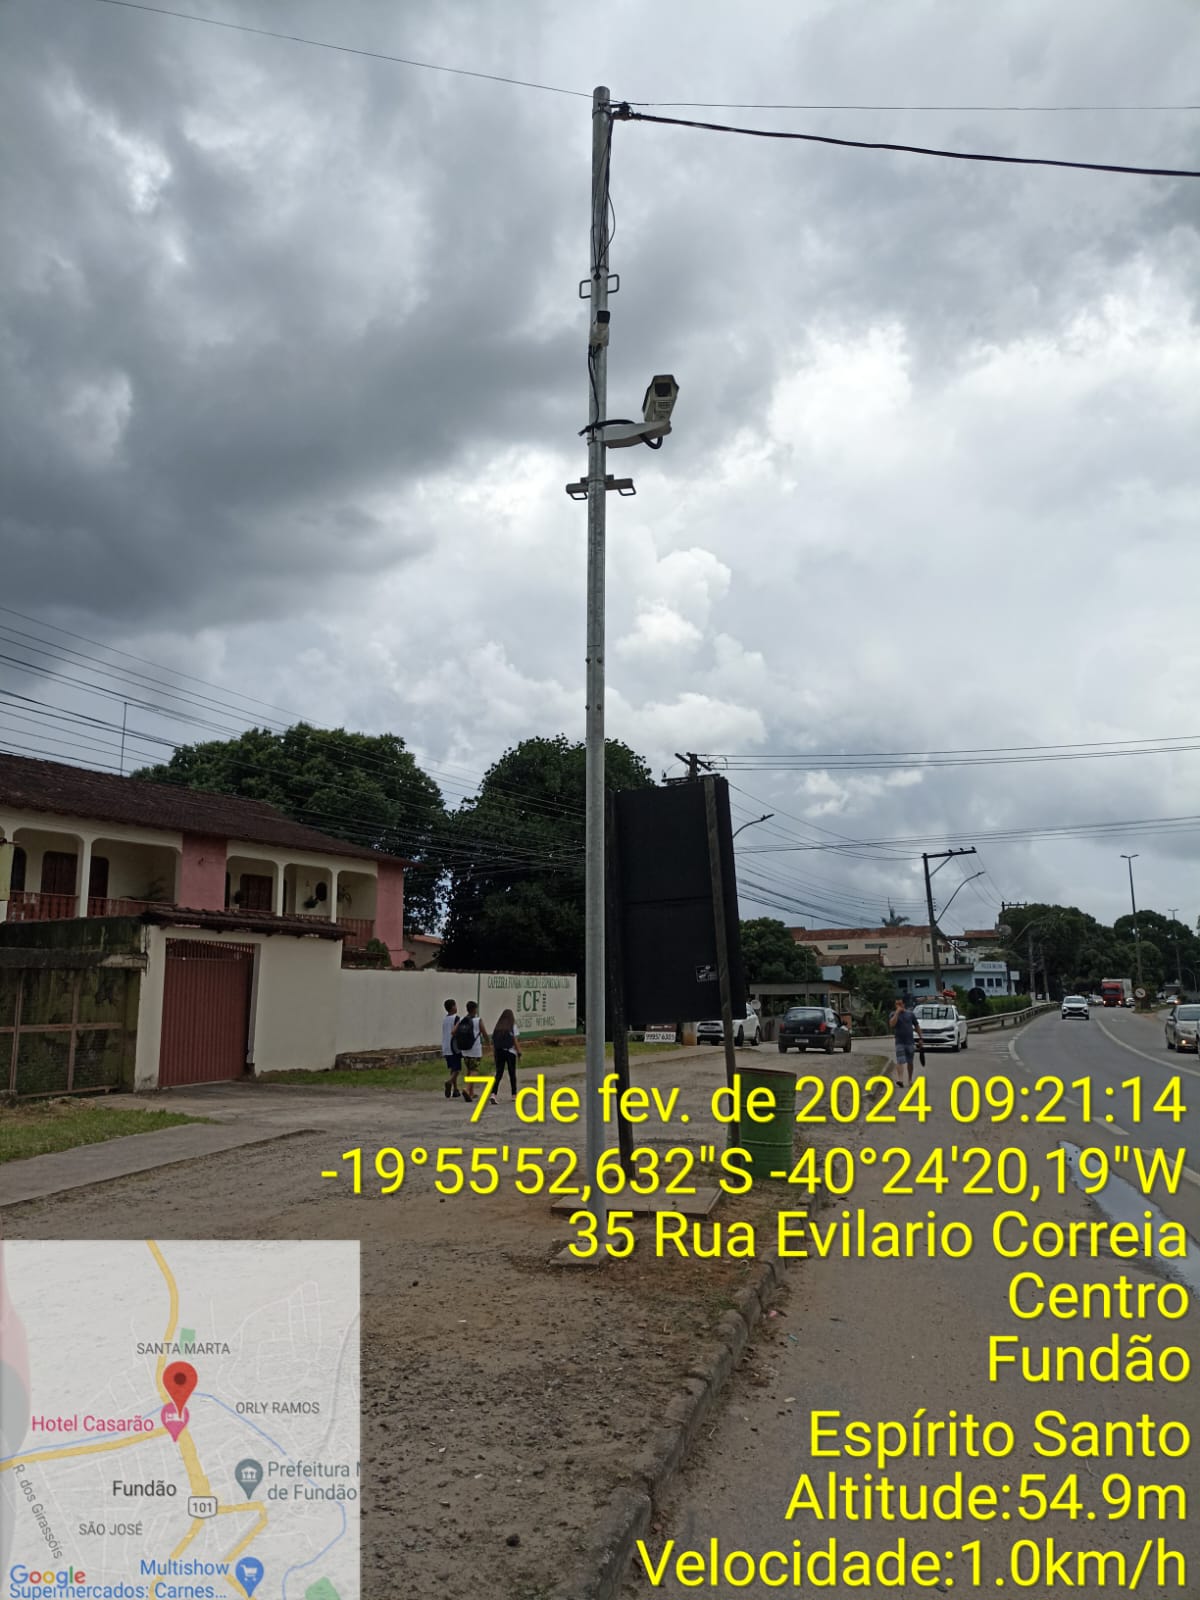 CF
7 de fev. de 2024 09:21:14
-19°55'52,632"S -40°24'20,19"W
35 Rua Evilario Correia
Centro
Fundão
Espírito Santo
Altitude:54.9m
Velocidade:1.0km/h
SANTA MARTA
ORLY RAMOS
Hotel Casarão
Prefeitura
de Fundão
Fundão
101
R. dos Girassóis
SÃO JOSÉ
Multishow
Google
Supermercados: Carnes...